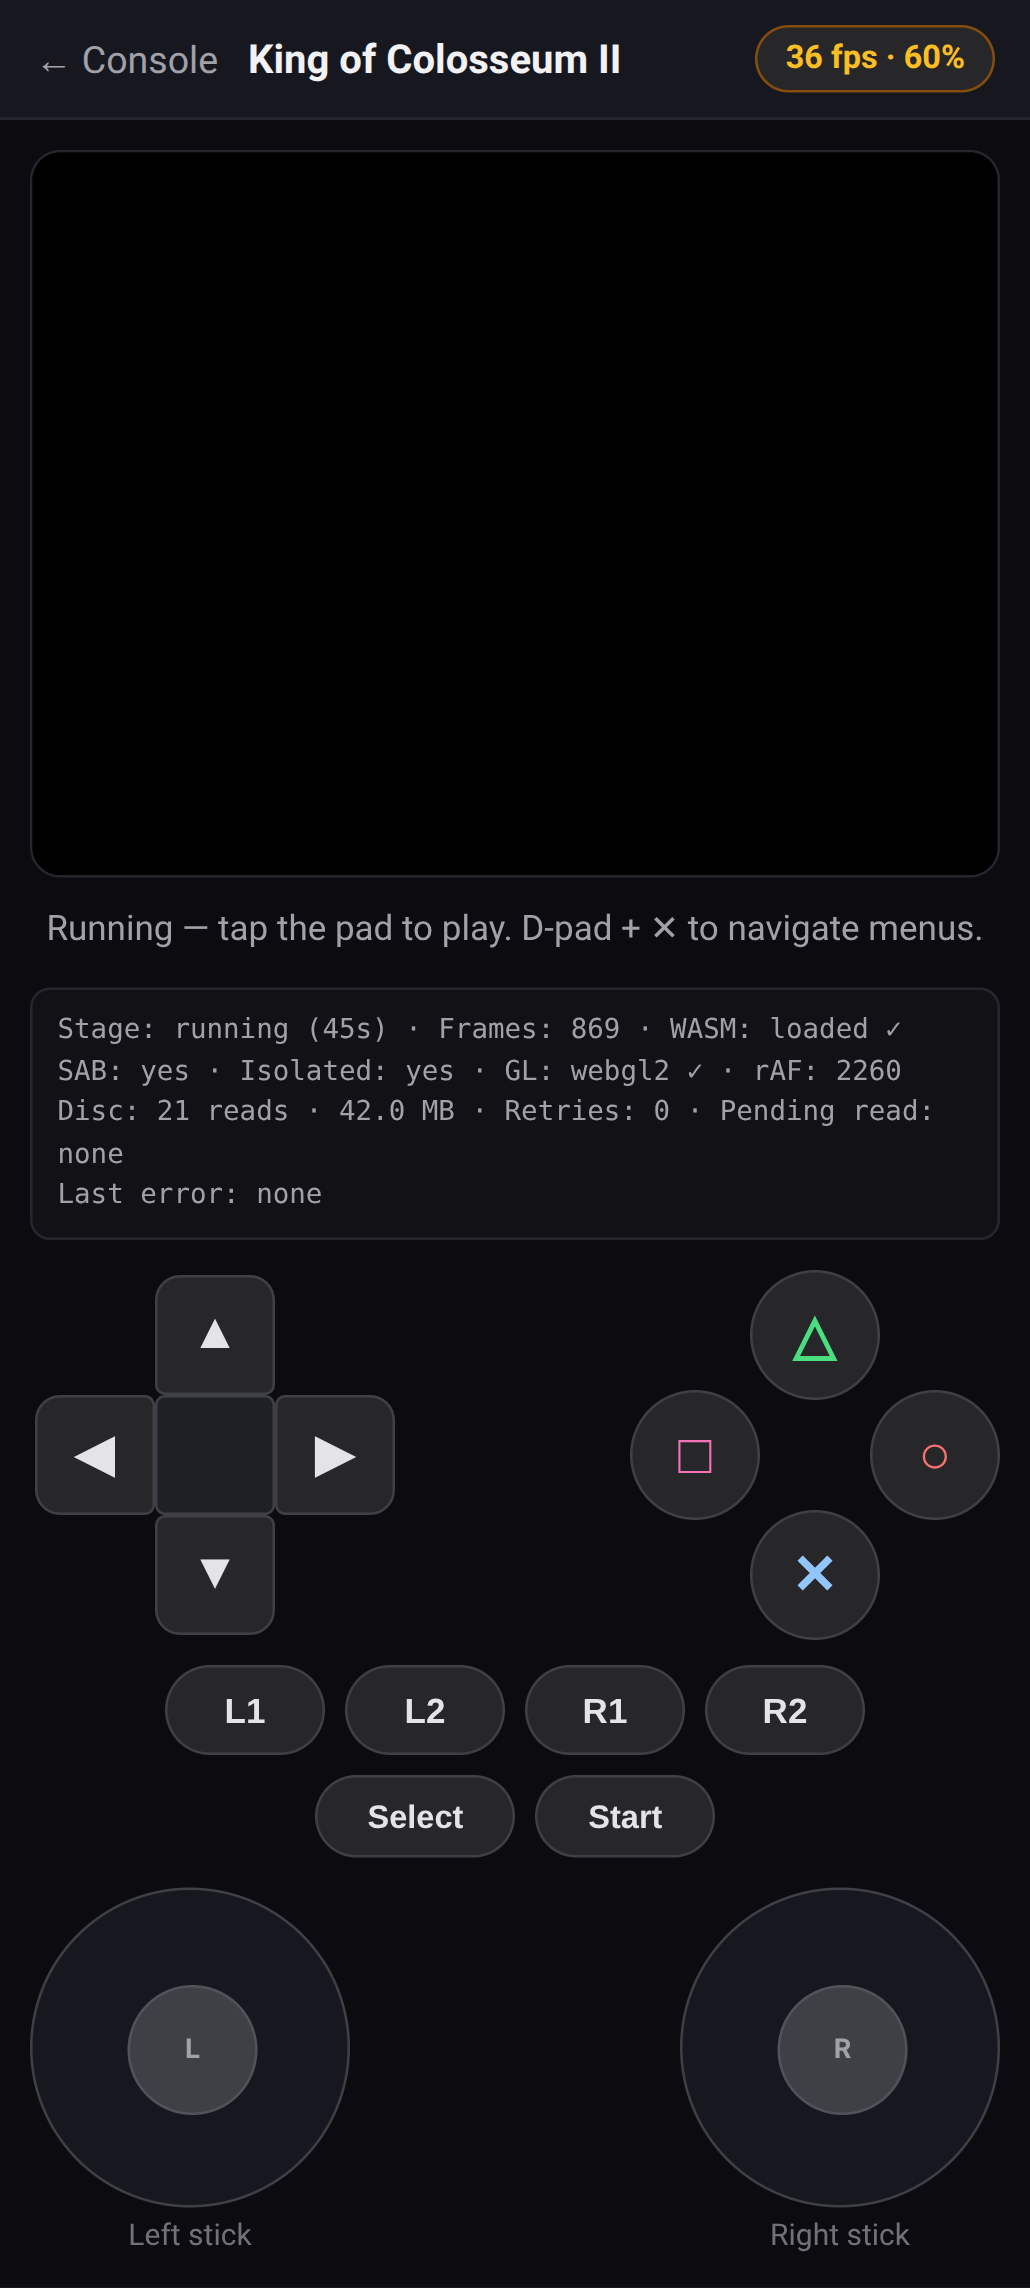 ← Console King of Colosseum II 36 fps · 60%
Running — tap the pad to play. D-pad + ✕ to navigate menus.
Stage: running (45s) · Frames: 869 · WASM: loaded ✓
SAB: yes · Isolated: yes · GL: webgl2 ✓ · rAF: 2260
Disc: 21 reads · 42.0 MB · Retries: 0 · Pending read:
none
Last error: none
▲
△
◀ ▶
□ ○
▼
✕
L1 L2 R1 R2
Select Start
L R
Left stick Right stick